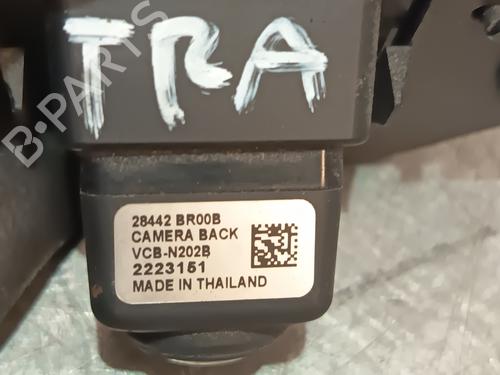 TRA
B-PARTS
28442 BR00B
CAMERA BACK
VCB-N202B
2223151
MADE IN THAILAND